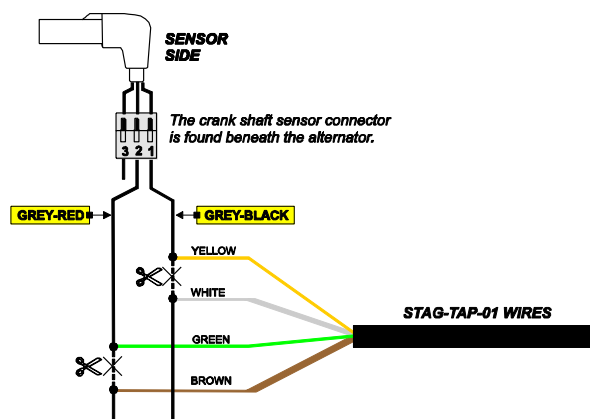 SENSOR
SIDE
The crank shaft sensor connector
is found beneath the alternator.
3 2 1
GREY-RED
GREY-BLACK
YELLOW
WHITE
STAG-TAP-01 WIRES
GREEN
BROWN